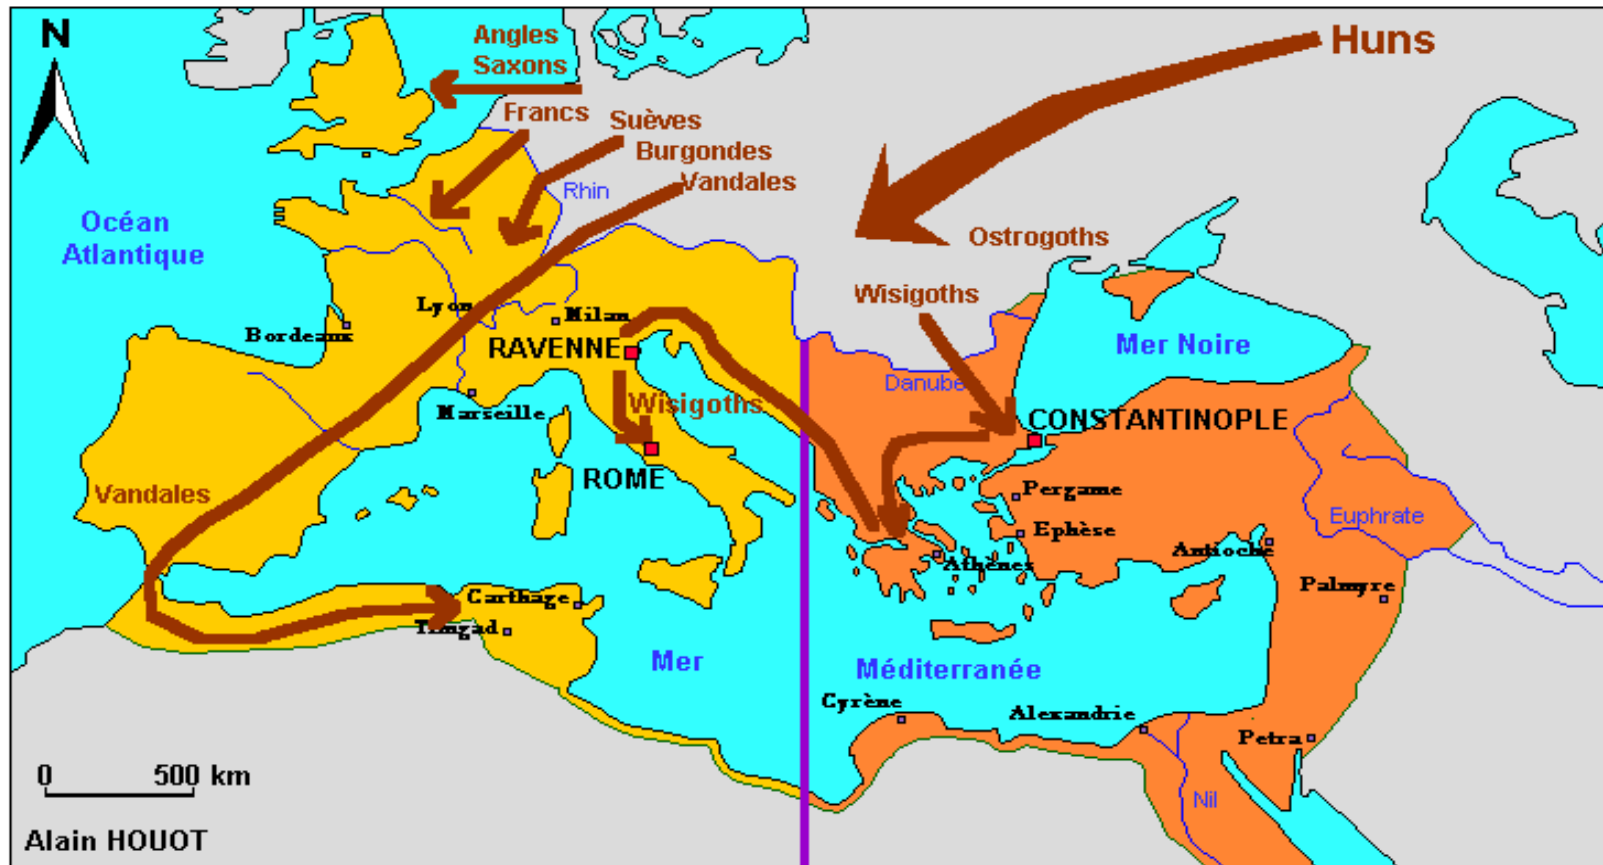 N
Angles
Saxons
Huns
Francs
Suèves
Burgondes
Vandales
Rhin
Océan
Atlantique
Ostrogoths
Wisigoths
Lyon
Milan
Bordeaux
RAVENNE
Mer Noire
Danube
Marseille
Wisigoths
CONSTANTINOPLE
ROME
Vandales
Pergame
Ephèse
Euphrate
Athènes
Antioche
Carthage
Palmyre
Timgad
Mer
Méditerranée
Cyrène
Alexandrie
Petra
0 500 km
Nil
Alain HOUOT